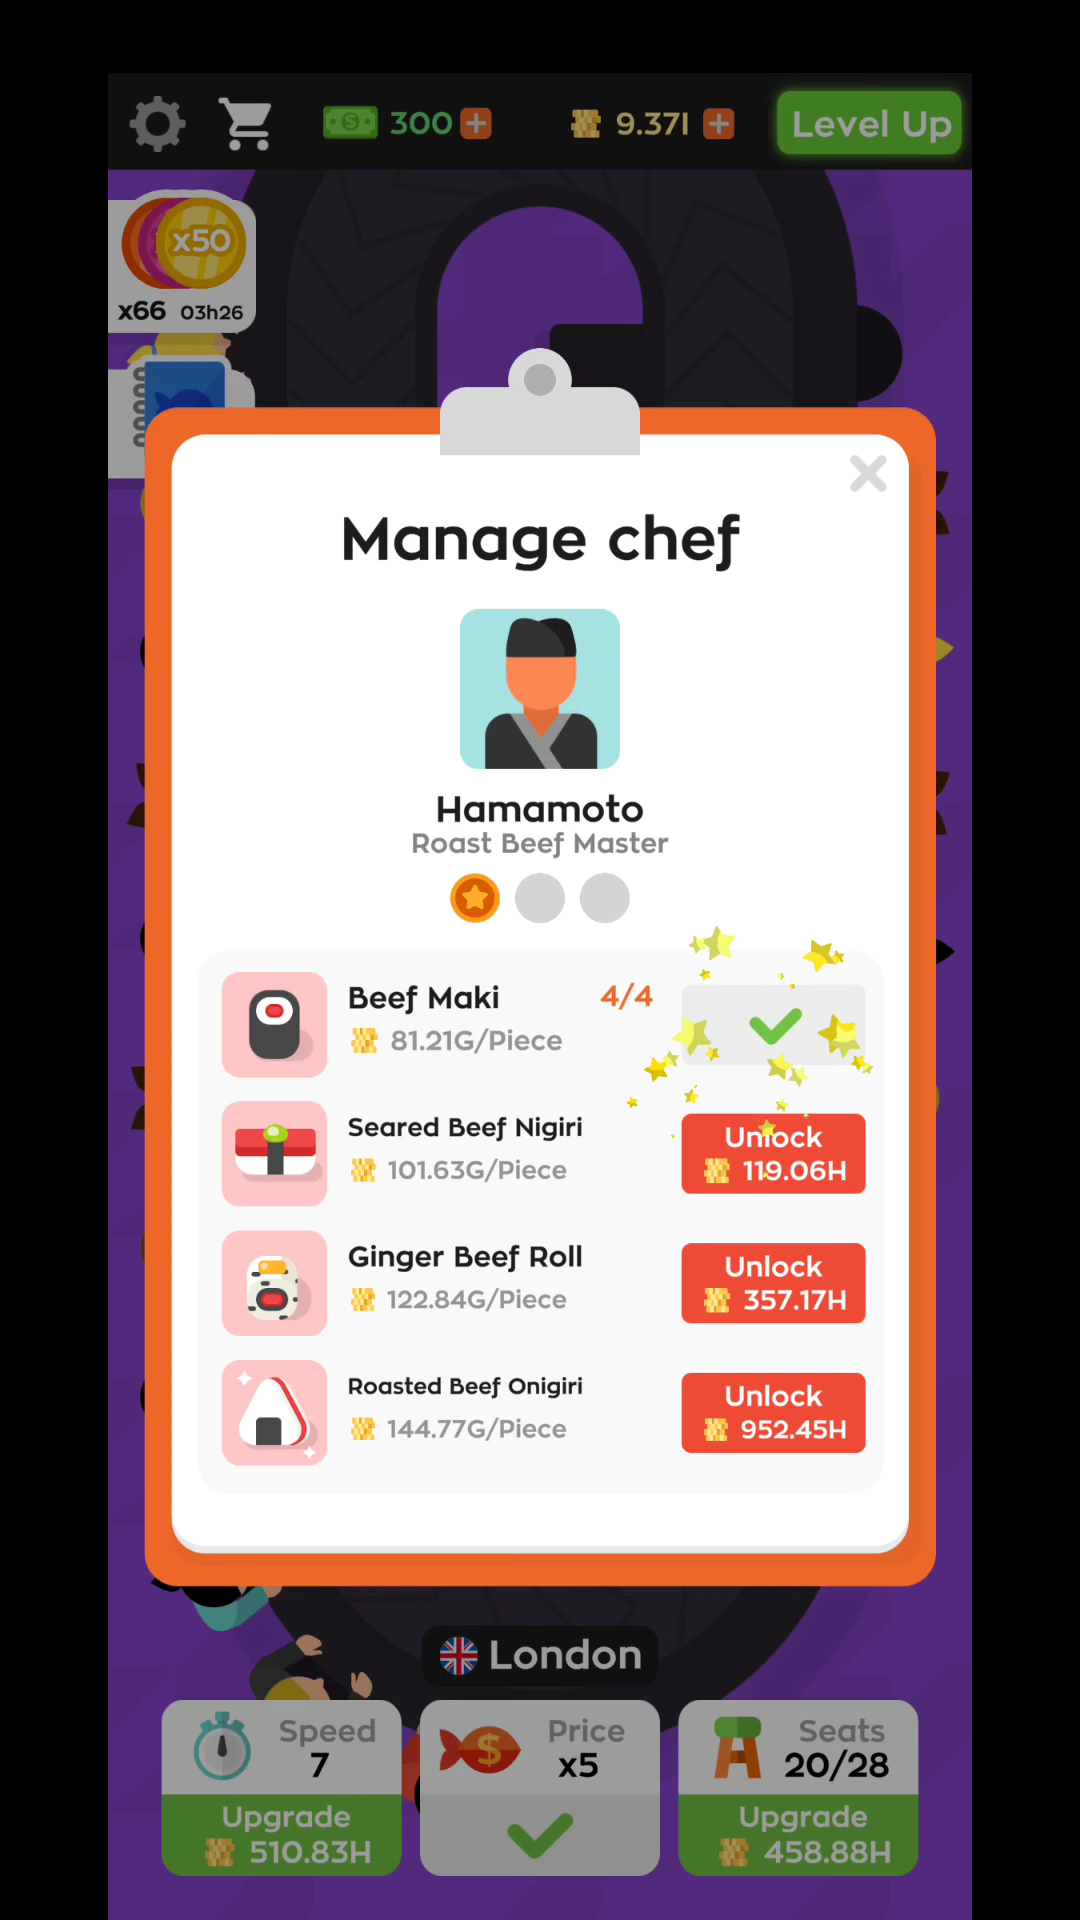 300
9.37I
Level Up
x50
x66 03h26
Manage chef
Hamamoto
Roast Beef Master
Beef Maki 4/4
81.21G/Piece
Seared Beef Nigiri
101.63G/Piece
Unlock
119.06H
Ginger Beef Roll
122.84G/Piece
Unlock
357.17H
Roasted Beef Onigiri
144.77G/Piece
Unlock
952.45H
London
Speed
7
Upgrade
510.83H
Price
x5
Seats
20/28
Upgrade
458.88H